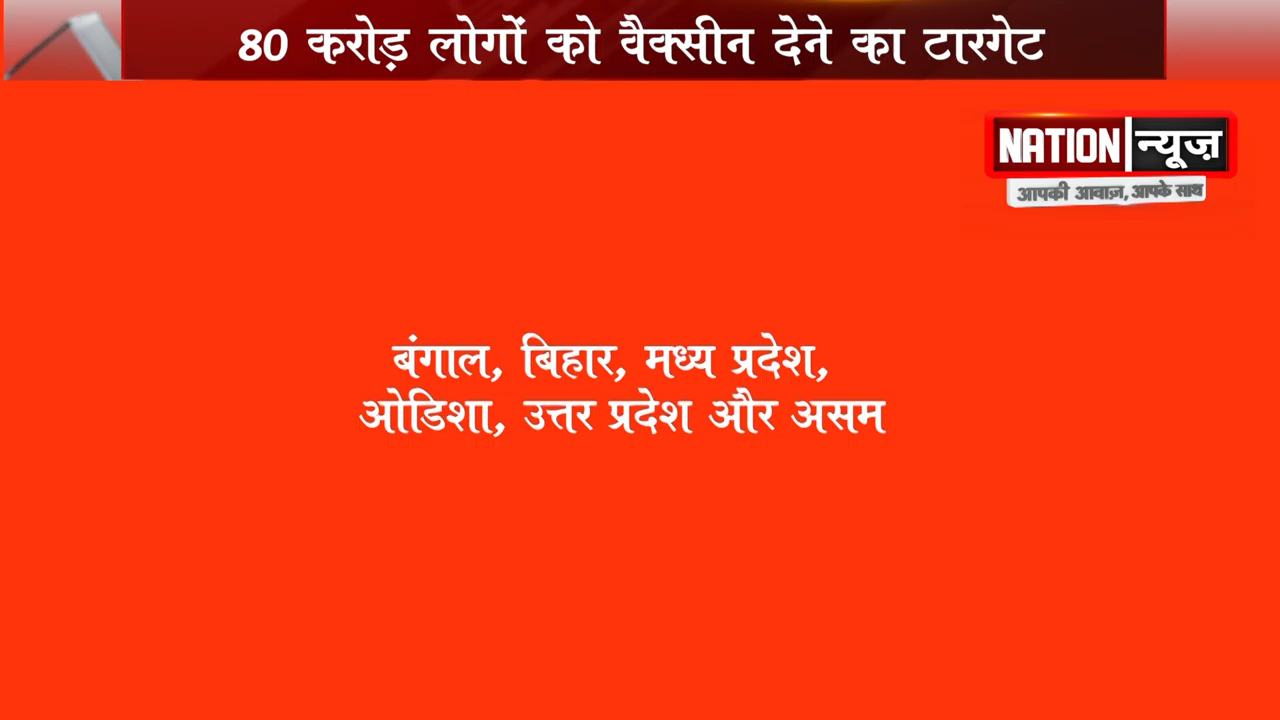 80 करोड़ लोगों को वैक्सीन देने का टारगेट
NATION न्यूज़
आपकी आवाज़, आपके साथ
बंगाल, बिहार, मध्य प्रदेश,
ओडिशा, उत्तर प्रदेश और असम